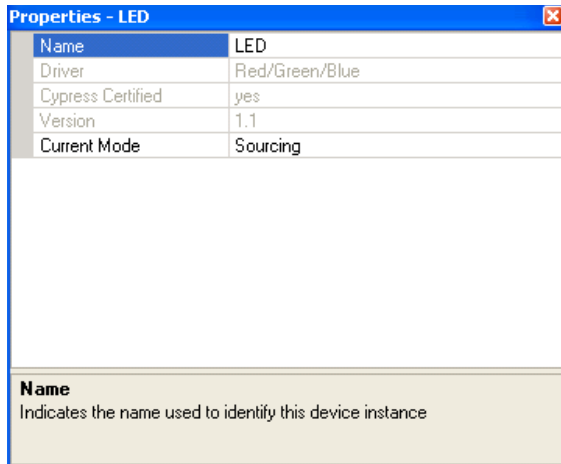 Properties - LED
Name LED
Driver Red/Green/Blue
Cypress Certified yes
Version 1.1
Current Mode Sourcing
Name
Indicates the name used to identify this device instance